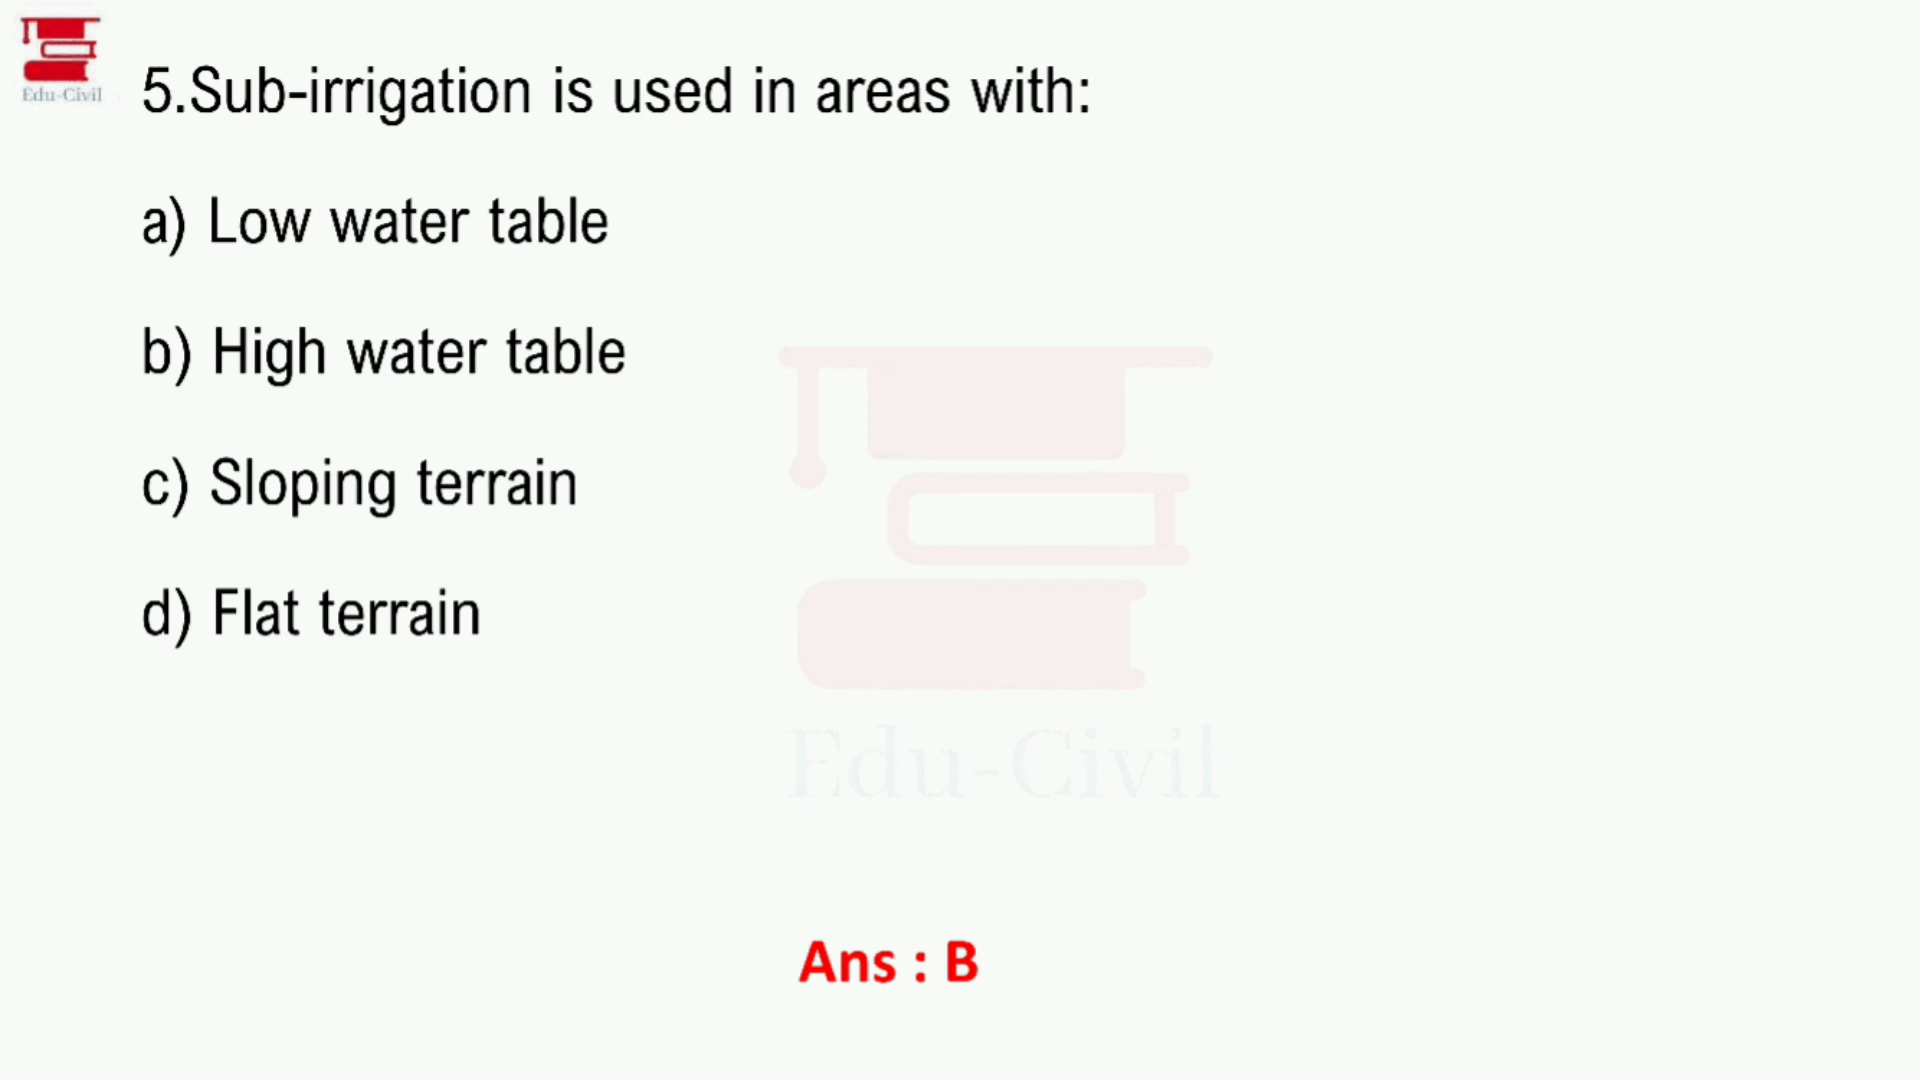 Edu-Civil
5.Sub-irrigation is used in areas with:
a) Low water table
b) High water table
c) Sloping terrain
d) Flat terrain
Edu-Civil
Ans : B